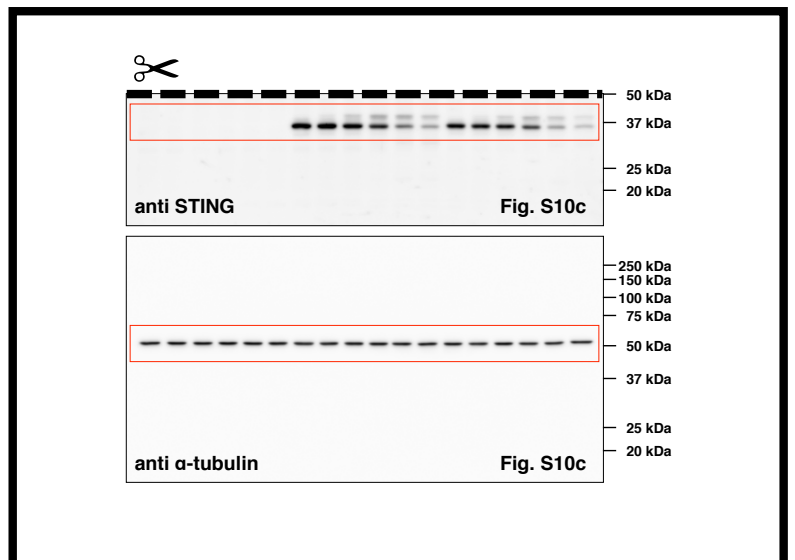 50 kDa
37 kDa
25 kDa
20 kDa
anti STING
Fig. S10c
250 kDa
150 kDa
100 kDa
75 kDa
50 kDa
37 kDa
25 kDa
20 kDa
anti α-tubulin
Fig. S10c